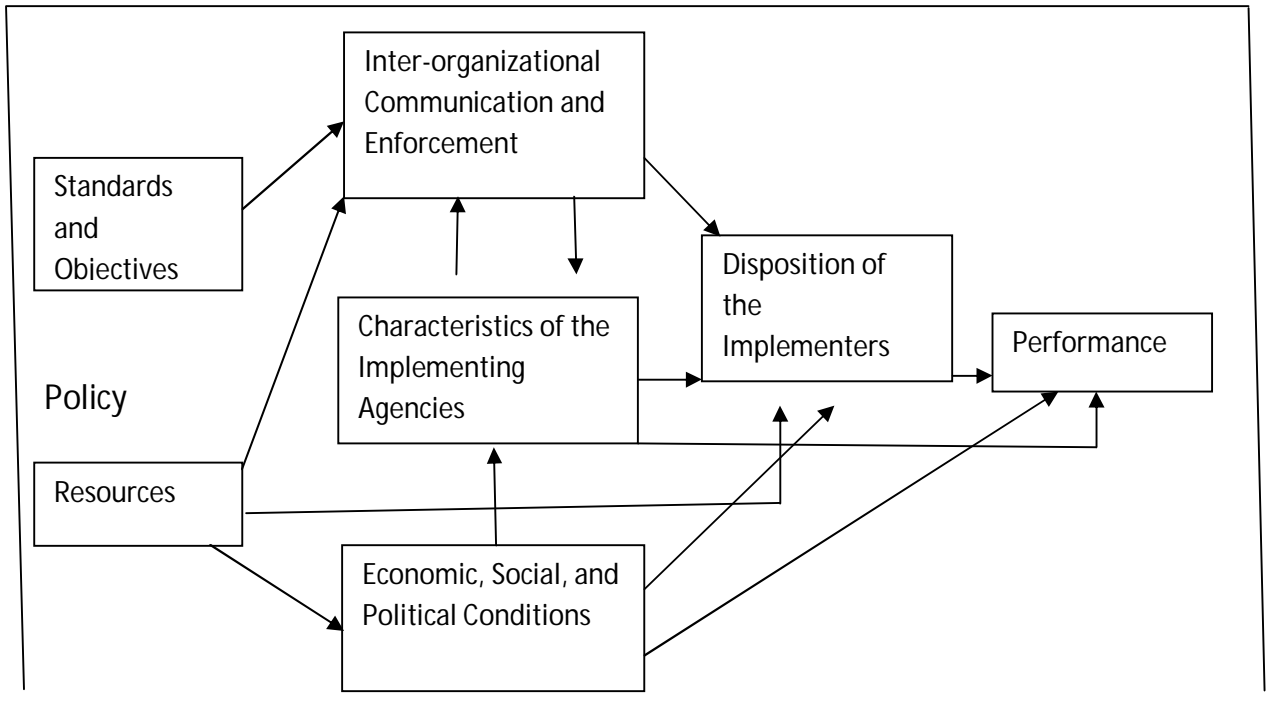 Inter-organizational
Communication and
Enforcement
Standards
and
Objectives
Disposition of
the
Implementers
Characteristics of the
Implementing
Agencies
Performance
Policy
Resources
Economic, Social, and
Political Conditions